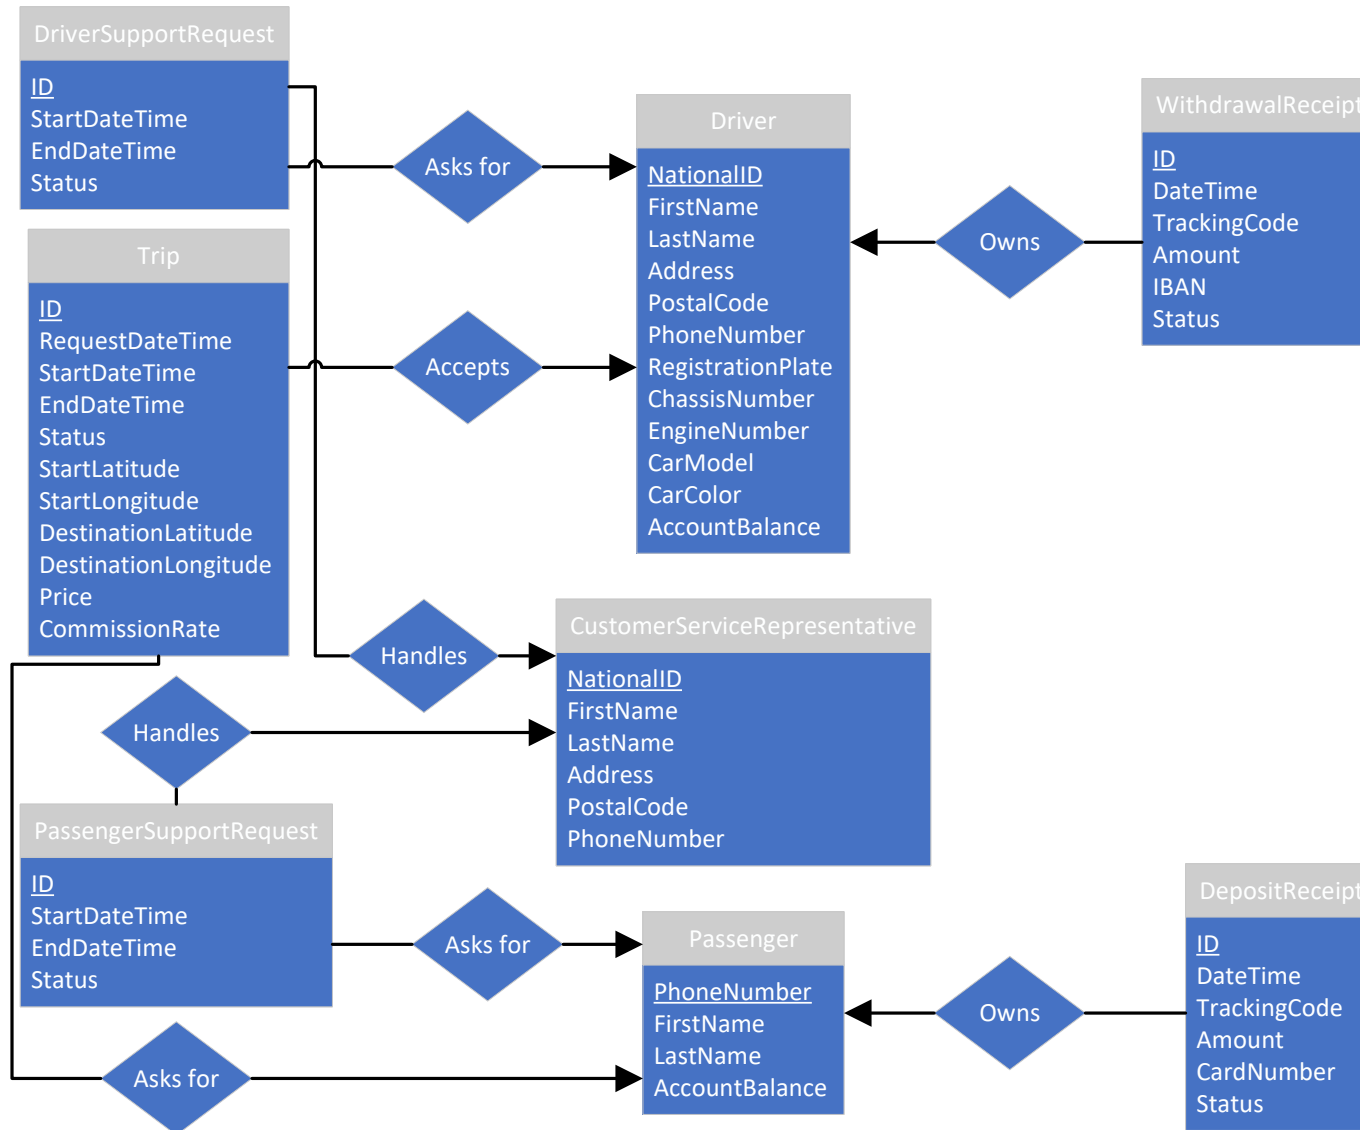 DriverSupportRequest
ID
StartDateTime
EndDateTime
Status
Asks for
Driver
NationalID
FirstName
LastName
Address
PostalCode
PhoneNumber
RegistrationPlate
ChassisNumber
EngineNumber
CarModel
CarColor
AccountBalance
Owns
WithdrawalReceipt
ID
DateTime
TrackingCode
Amount
IBAN
Status
Trip
ID
RequestDateTime
StartDateTime
EndDateTime
Status
StartLatitude
StartLongitude
DestinationLatitude
DestinationLongitude
Price
CommissionRate
Accepts
Handles
CustomerServiceRepresentative
NationalID
FirstName
LastName
Address
PostalCode
PhoneNumber
Handles
PassengerSupportRequest
ID
StartDateTime
EndDateTime
Status
Asks for
Passenger
PhoneNumber
FirstName
LastName
AccountBalance
Owns
DepositReceipt
ID
DateTime
TrackingCode
Amount
CardNumber
Status
Asks for